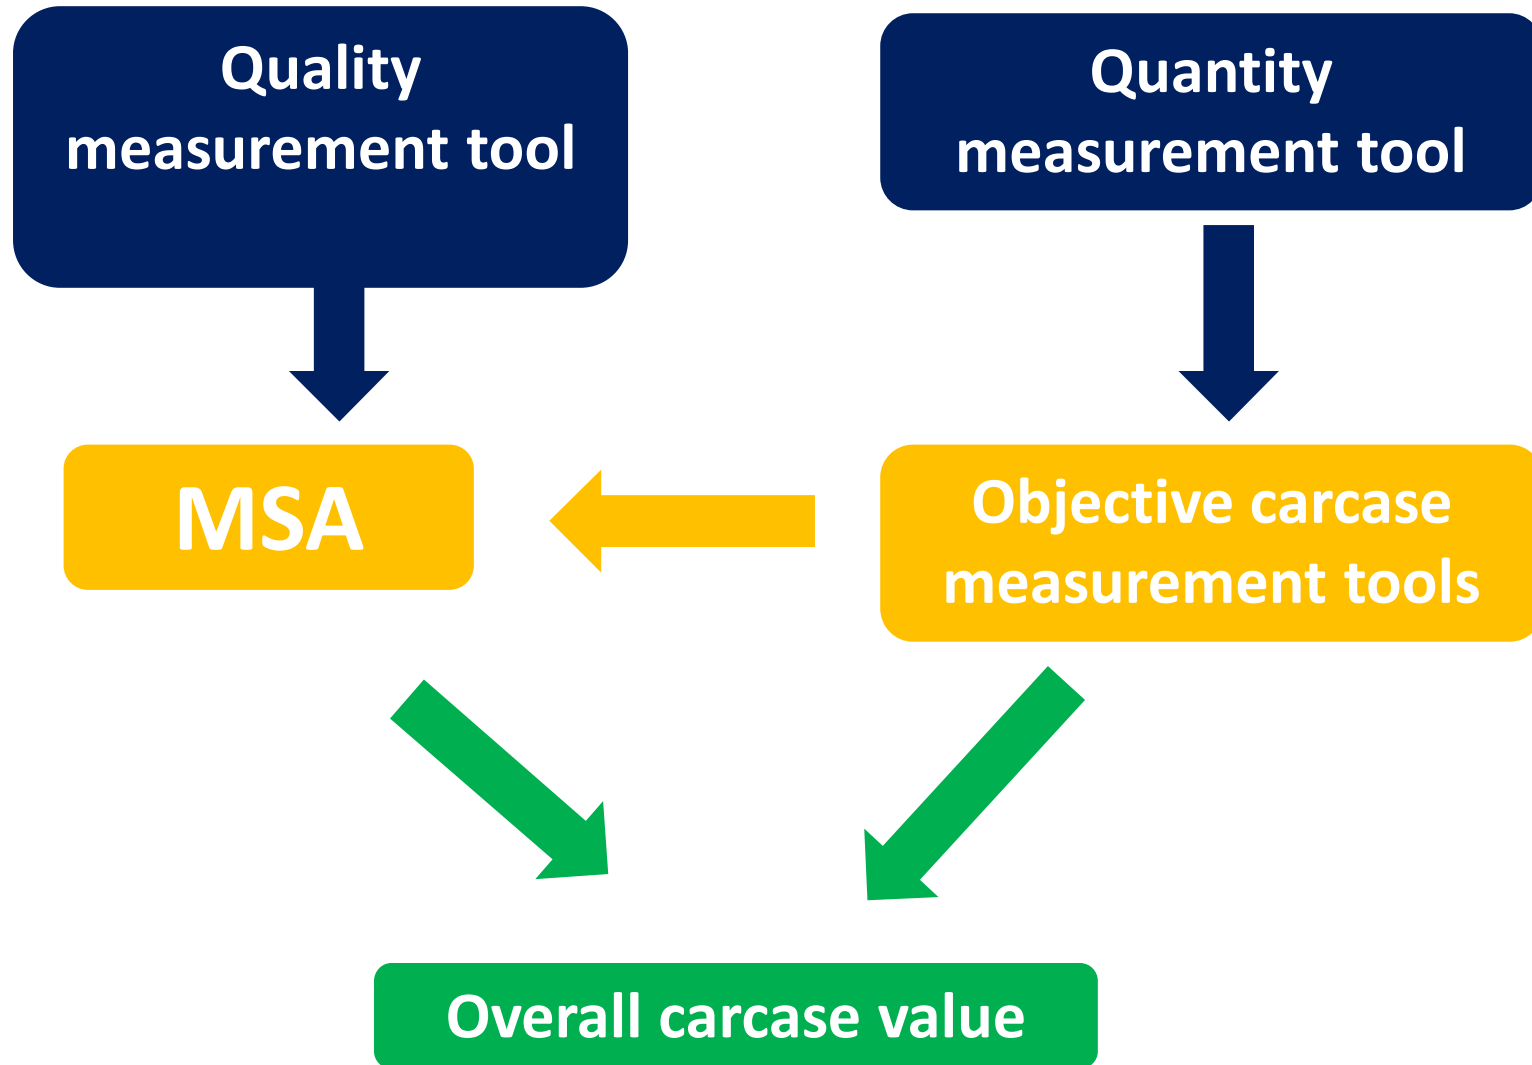 Quality
measurement tool
Quantity
measurement tool
MSA
Objective carcase
measurement tools
Overall carcase value